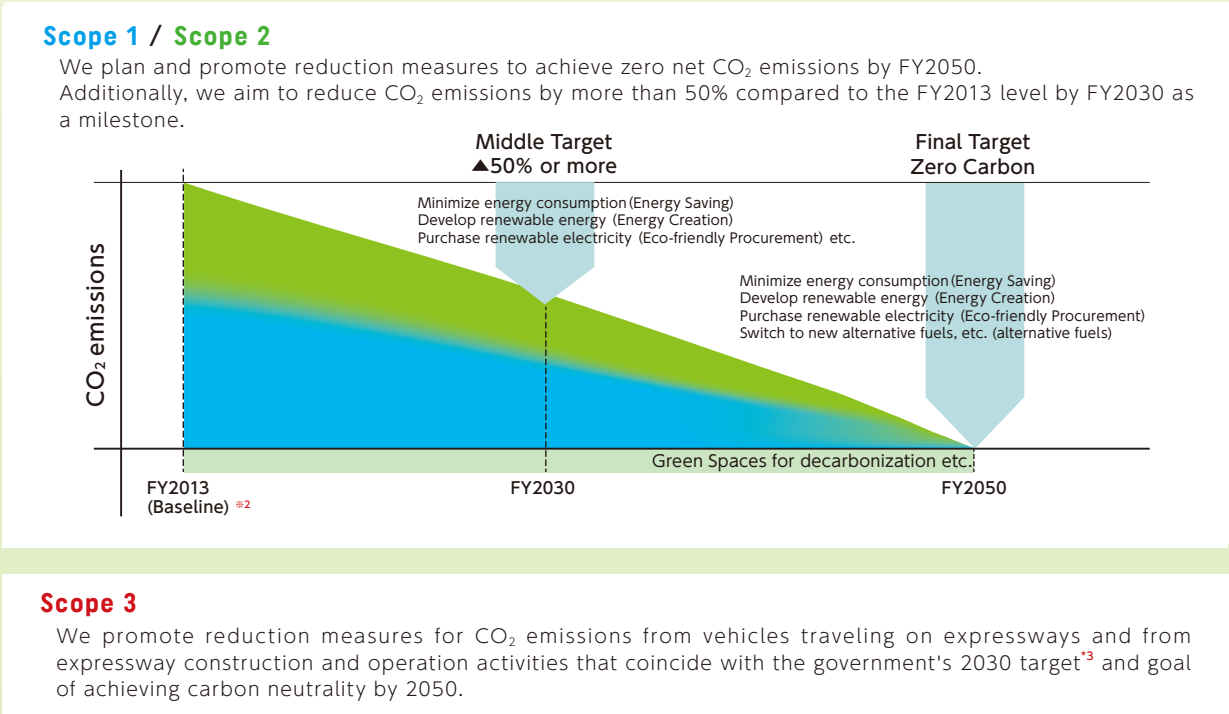 Scope 1 / Scope 2
We plan and promote reduction measures to achieve zero net CO₂ emissions by FY2050.
Additionally, we aim to reduce CO₂ emissions by more than 50% compared to the FY2013 level by FY2030 as
a milestone.
Middle Target
▲50% or more
Final Target
Zero Carbon
Minimize energy consumption (Energy Saving)
Develop renewable energy (Energy Creation)
Purchase renewable electricity (Eco-friendly Procurement) etc.
Minimize energy consumption (Energy Saving)
Develop renewable energy (Energy Creation)
Purchase renewable electricity (Eco-friendly Procurement)
Switch to new alternative fuels, etc. (alternative fuels)
CO₂ emissions
Green Spaces for decarbonization etc.
FY2013
(Baseline) ※2
FY2030
FY2050
Scope 3
We promote reduction measures for CO₂ emissions from vehicles traveling on expressways and from
expressway construction and operation activities that coincide with the government's 2030 target*3 and goal
of achieving carbon neutrality by 2050.